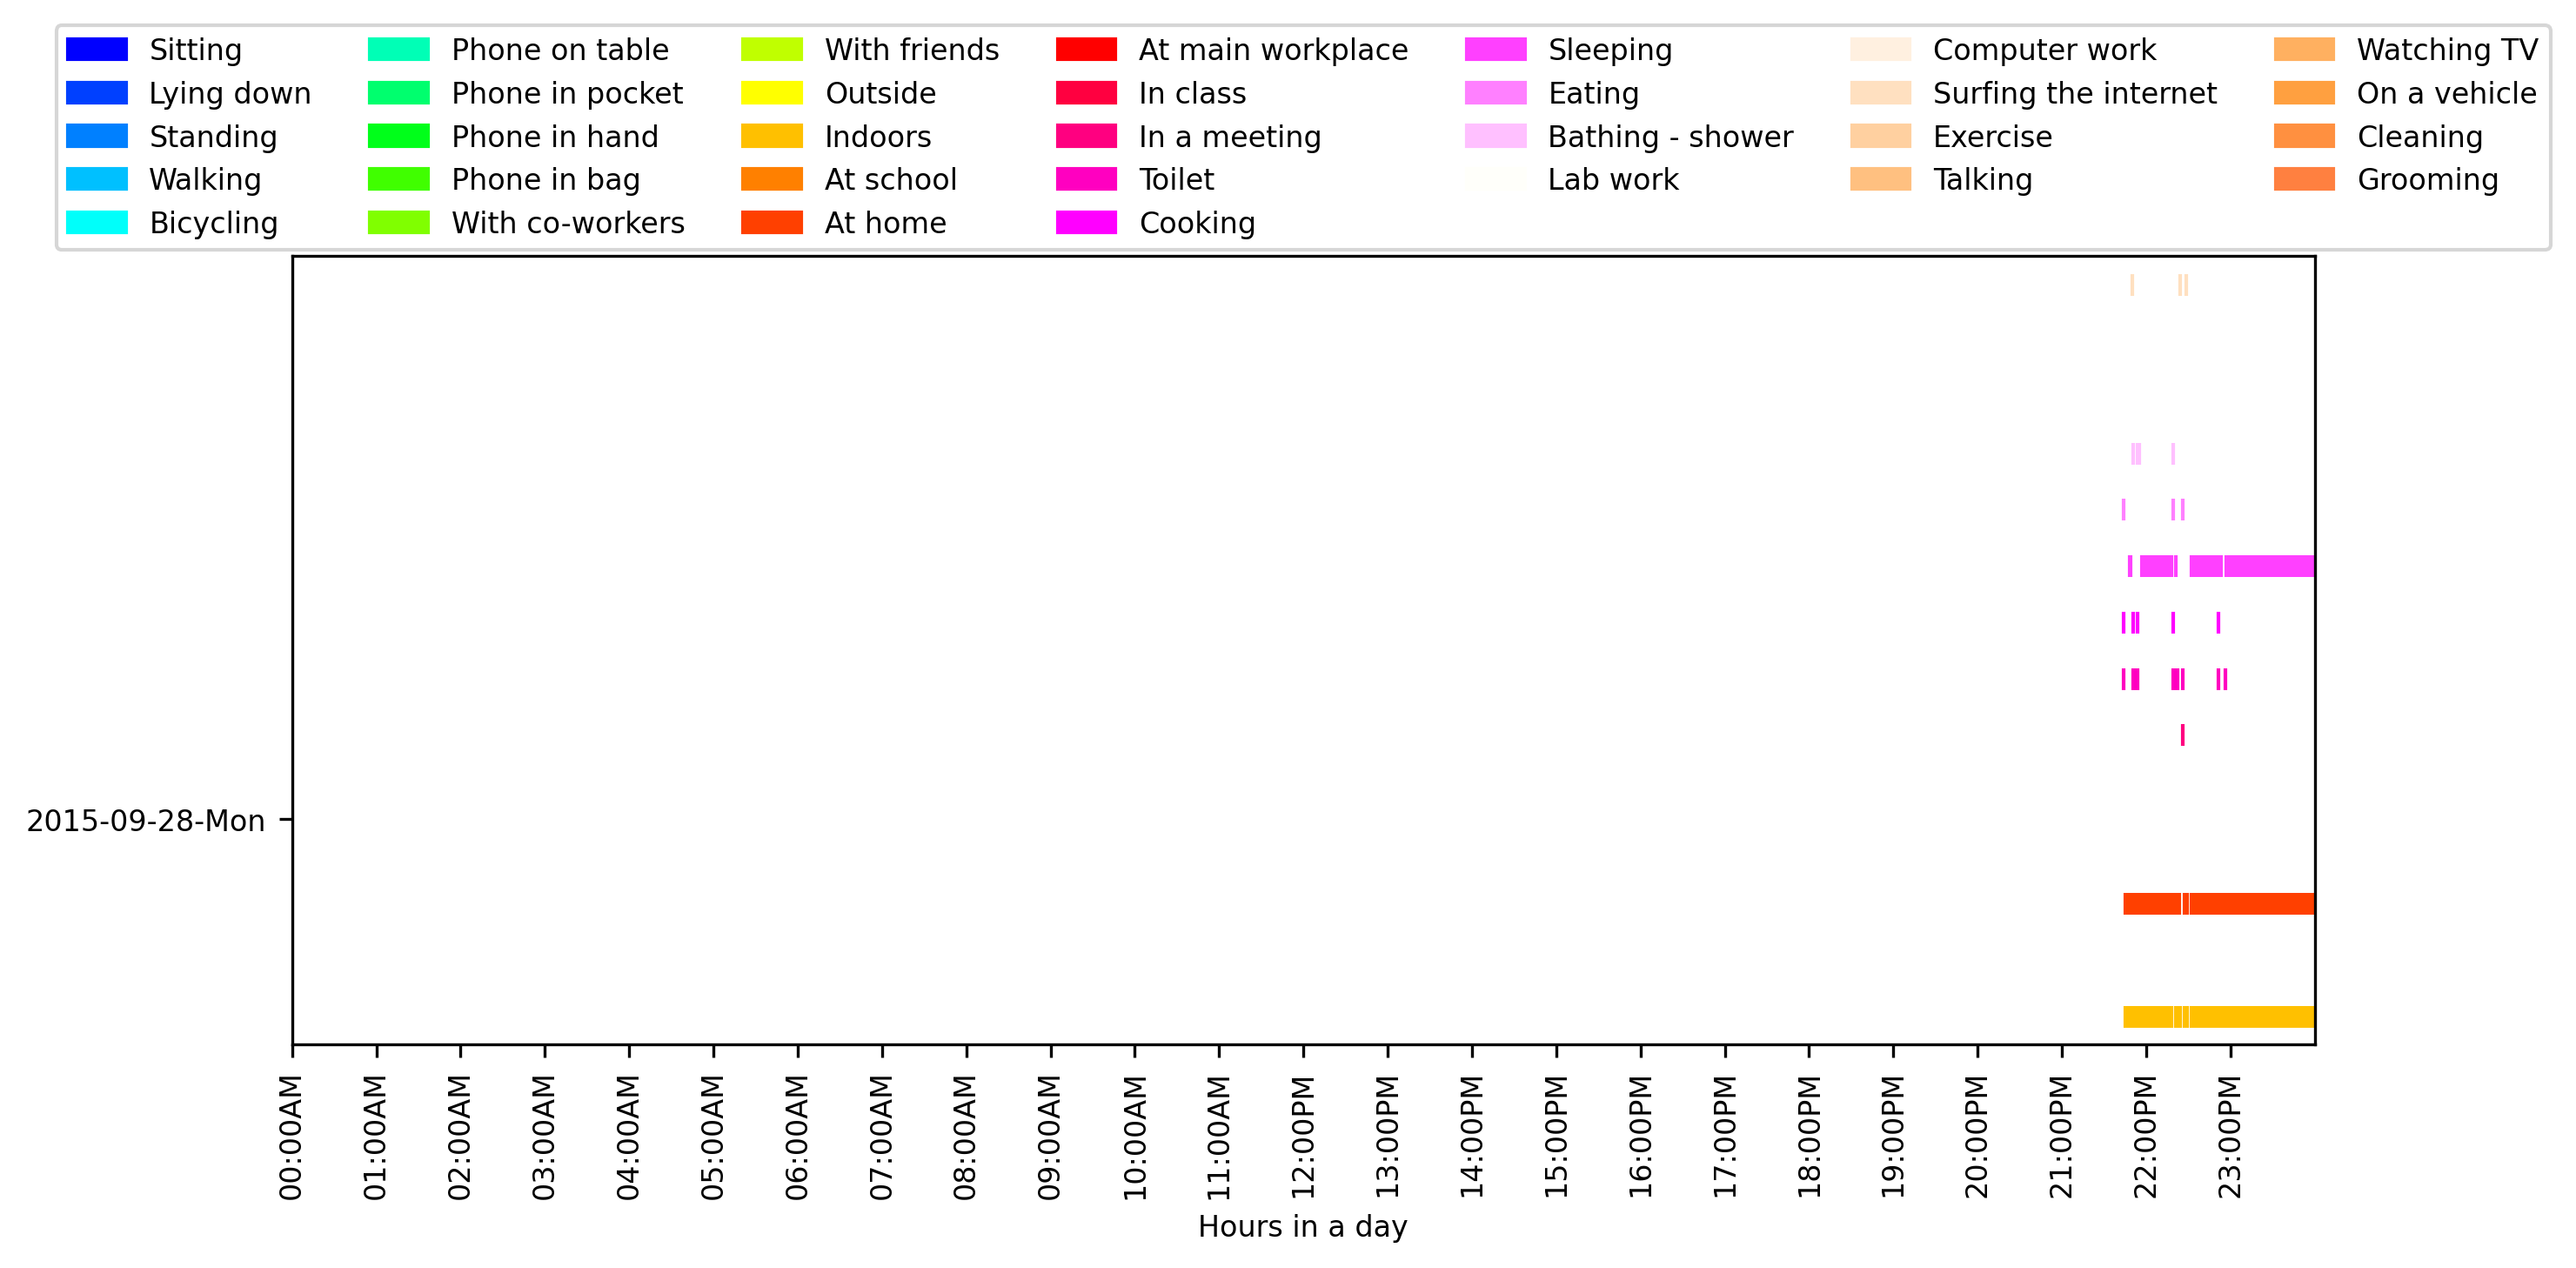 Sitting Phone on table With friends At main workplace Sleeping Computer work Watching TV
Lying down Phone in pocket Outside In class Eating Surfing the internet On a vehicle
Standing Phone in hand Indoors In a meeting Bathing - shower Exercise Cleaning
Walking Phone in bag At school Toilet Lab work Talking Grooming
Bicycling With co-workers At home Cooking
2015-09-28-Mon
00:00AM 01:00AM 02:00AM 03:00AM 04:00AM 05:00AM 06:00AM 07:00AM 08:00AM 09:00AM 10:00AM 11:00AM 12:00PM 13:00PM 14:00PM 15:00PM 16:00PM 17:00PM 18:00PM 19:00PM 20:00PM 21:00PM 22:00PM 23:00PM
Hours in a day